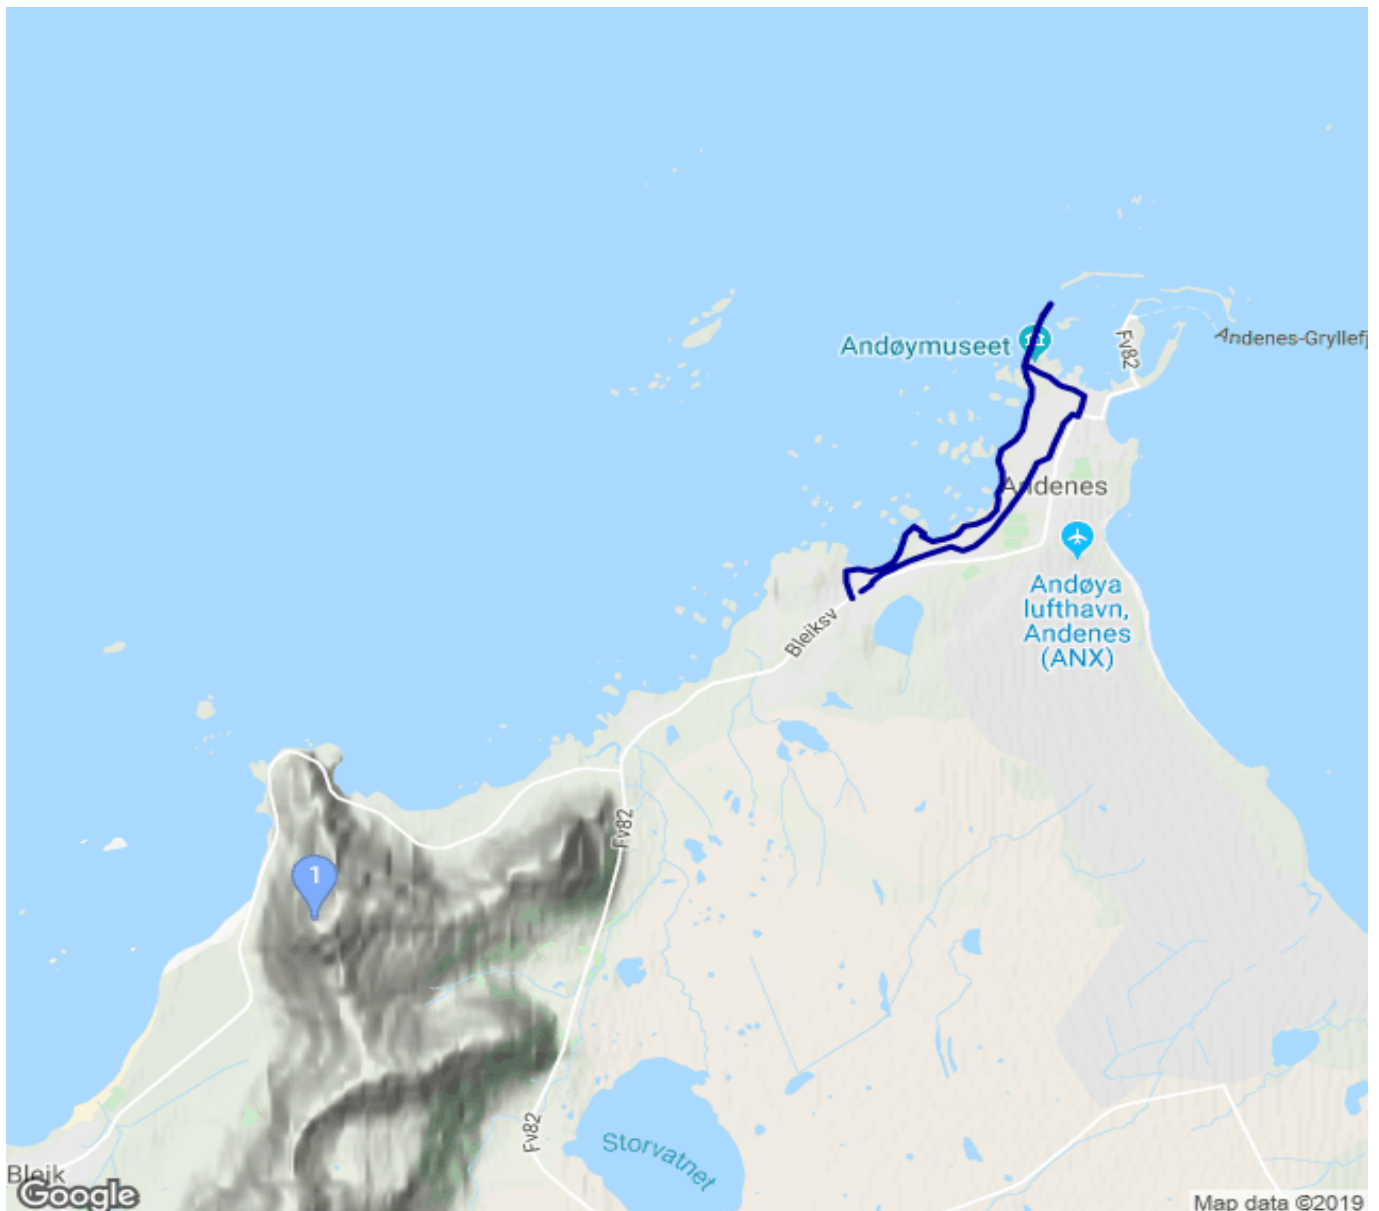 Andøymuseet
Fv82
Andenes-Gryllefj
Andenes
Andøya
lufthavn,
Andenes
(ANX)
Bleiksv
Fv82
1
Fv82
Storvatnet
Bleik
Google
Map data ©2019